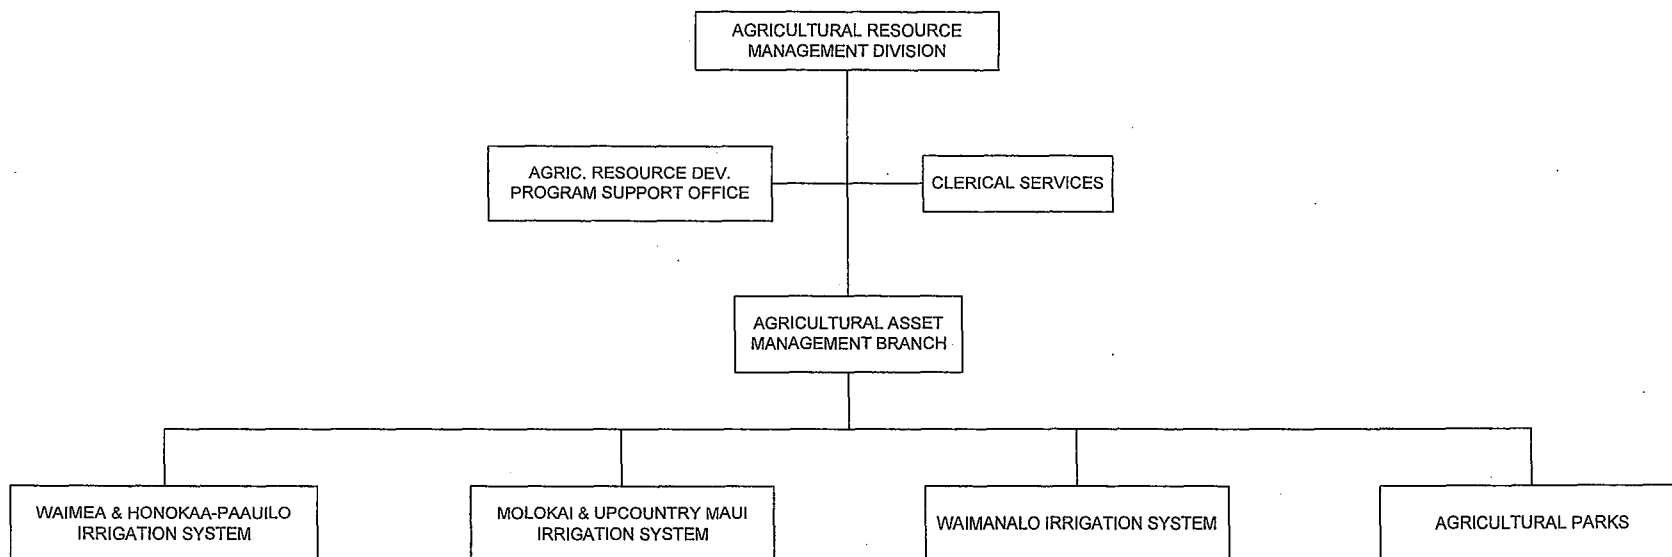 AGRICULTURAL RESOURCE
MANAGEMENT DIVISION
AGRIC. RESOURCE DEV.
PROGRAM SUPPORT OFFICE
CLERICAL SERVICES
AGRICULTURAL ASSET
MANAGEMENT BRANCH
WAIMEA & HONOKAA-PAAUILO
IRRIGATION SYSTEM
MOLOKAI & UPCOUNTRY MAUI
IRRIGATION SYSTEM
WAIMANALO IRRIGATION SYSTEM
AGRICULTURAL PARKS